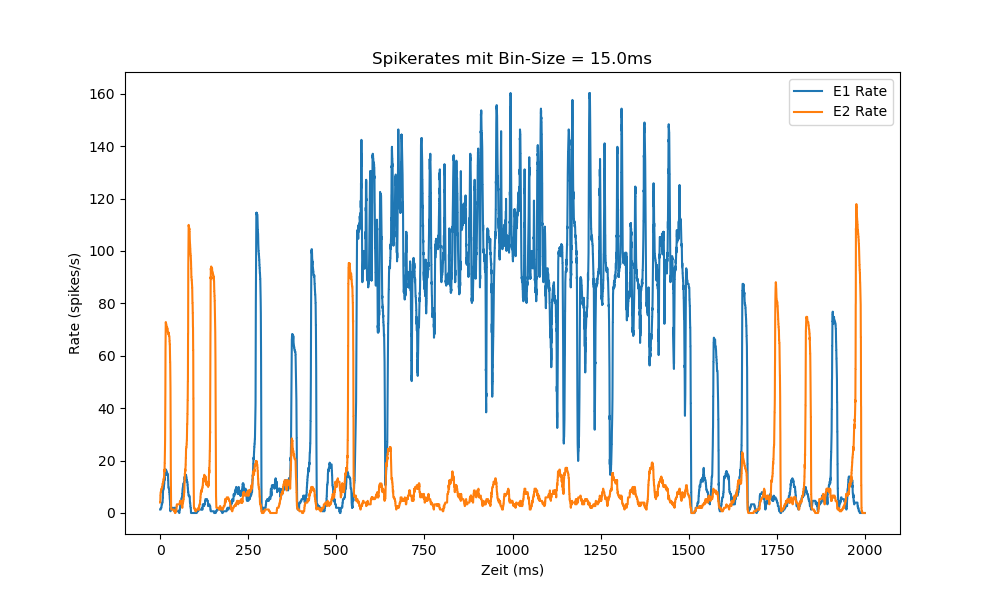 Spikerates mit Bin-Size = 15.0ms
E1 Rate
E2 Rate
Rate (spikes/s)
160
140
120
100
80
60
40
20
0
0 250 500 750 1000 1250 1500 1750 2000
Zeit (ms)